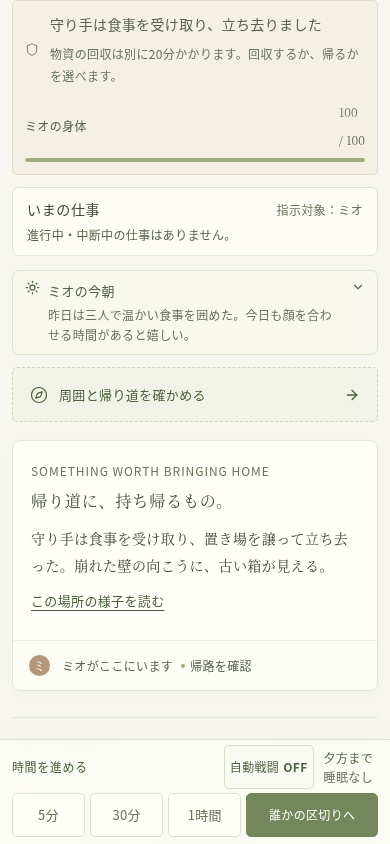 守り手は食事を受け取り、立ち去りました
物資の回収は別に20分かかります。回収するか、帰るか
を選べます。
ミオの身体
100
/ 100
いまの仕事
指示対象：ミオ
進行中・中断中の仕事はありません。
ミオの今朝
昨日は三人で温かい食事を囲めた。今日も顔を合わ
せる時間があると嬉しい。
周囲と帰り道を確かめる
SOMETHING WORTH BRINGING HOME
帰り道に、持ち帰るもの。
守り手は食事を受け取り、置き場を譲って立ち去
った。崩れた壁の向こうに、古い箱が見える。
この場所の様子を読む
ミ
ミオがここにいます ・帰路を確認
時間を進める
自動戦闘 OFF
夕方まで
睡眠なし
5分
30分
1時間
誰かの区切りへ